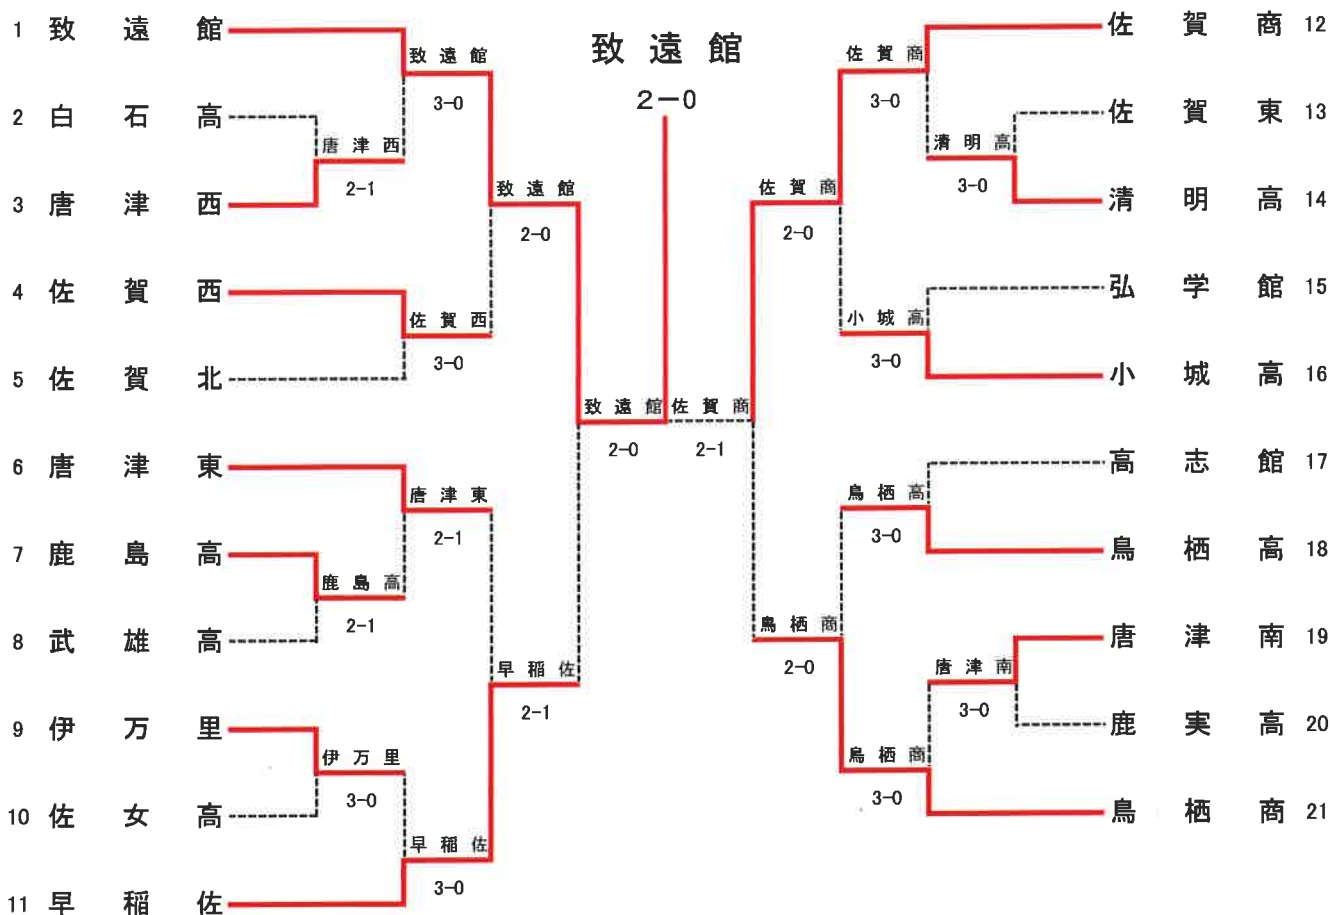 致遠館
2-0
1 致遠館
2 白石高
3 唐津西
4 佐賀西
5 佐賀北
6 唐津東
7 鹿島高
8 武雄高
9 伊万里
10 佐女高
11 早稲佐
唐津西
2-1
鹿島高
2-1
伊万里
3-0
致遠館
3-0
佐賀西
3-0
唐津東
2-1
早稲佐
3-0
致遠館
2-0
早稲佐
2-1
致遠館
2-0
佐賀商
2-1
佐賀商
2-0
鳥栖商
2-0
佐賀商
3-0
小城高
3-0
鳥栖高
3-0
鳥栖商
3-0
清明高
3-0
唐津南
3-0
佐賀商 12
佐賀東 13
清明高 14
弘学館 15
小城高 16
高志館 17
鳥栖高 18
唐津南 19
鹿実高 20
鳥栖商 21